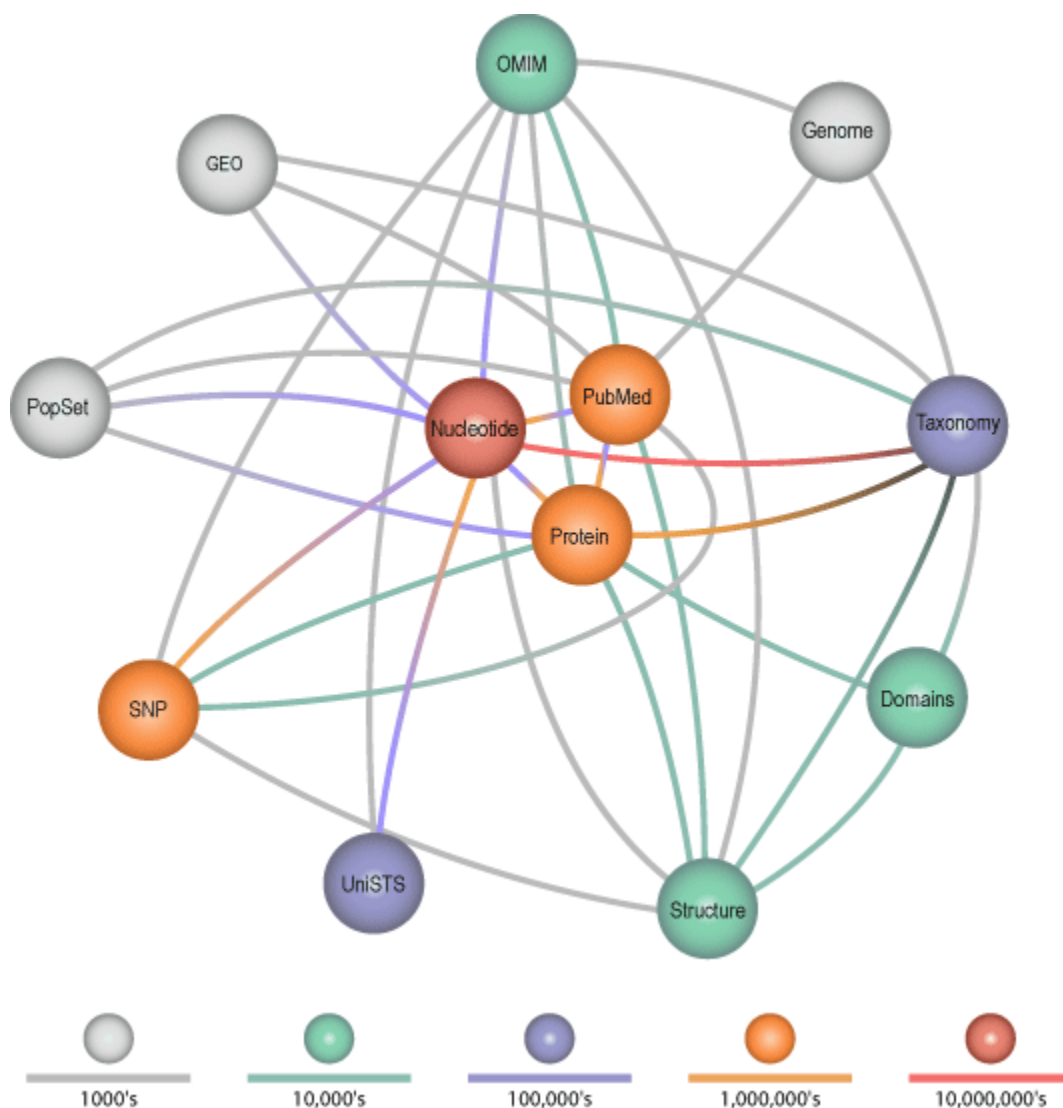 OMIM
Genome
GEO
PubMed
PopSet
Nucleotide
Taxonomy
Protein
SNP
Domains
UniSTS
Structure
1000's
10,000's
100,000's
1,000,000's
10,000,000's